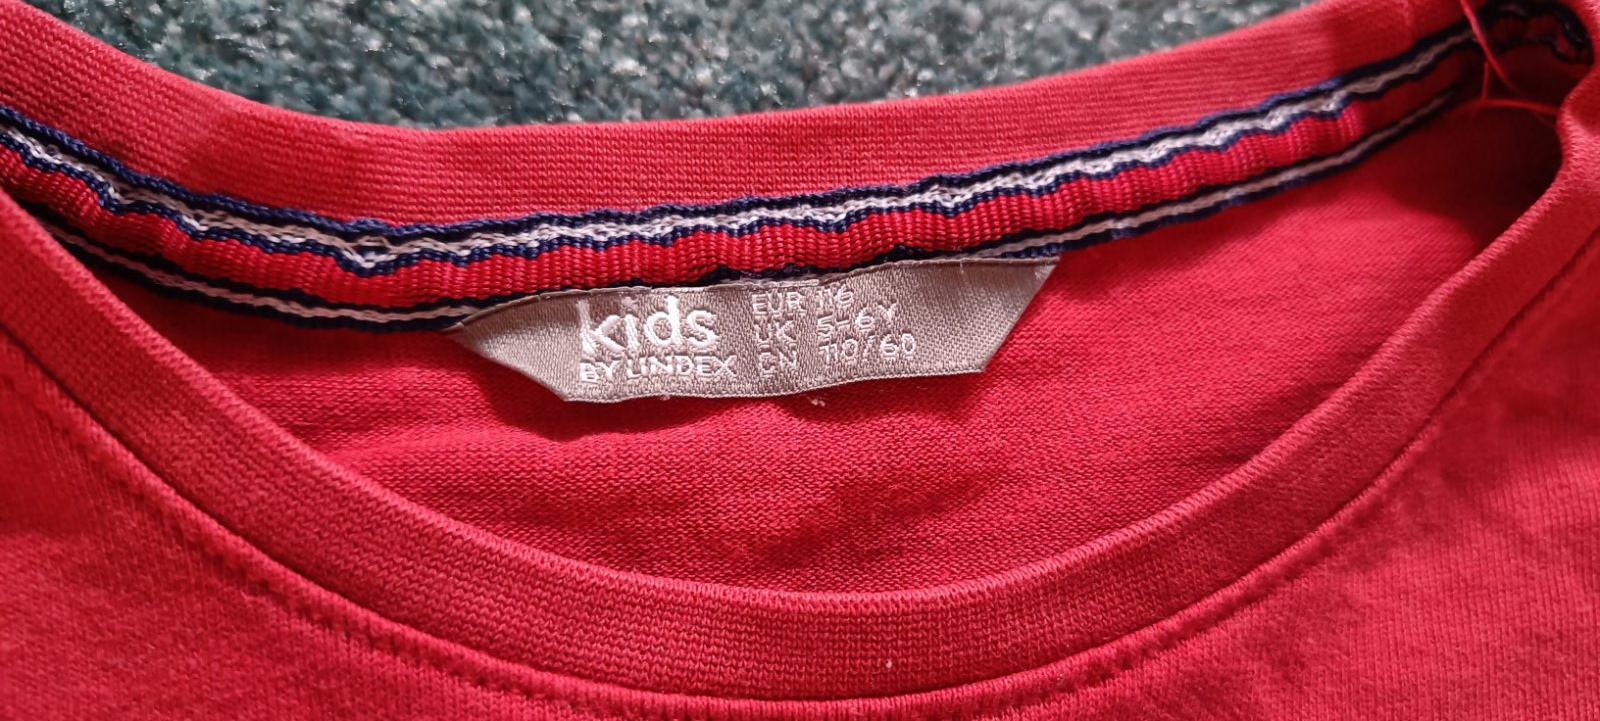 kids
BY LINDEX
EUR 116
UK 5-6Y
CN 110/60